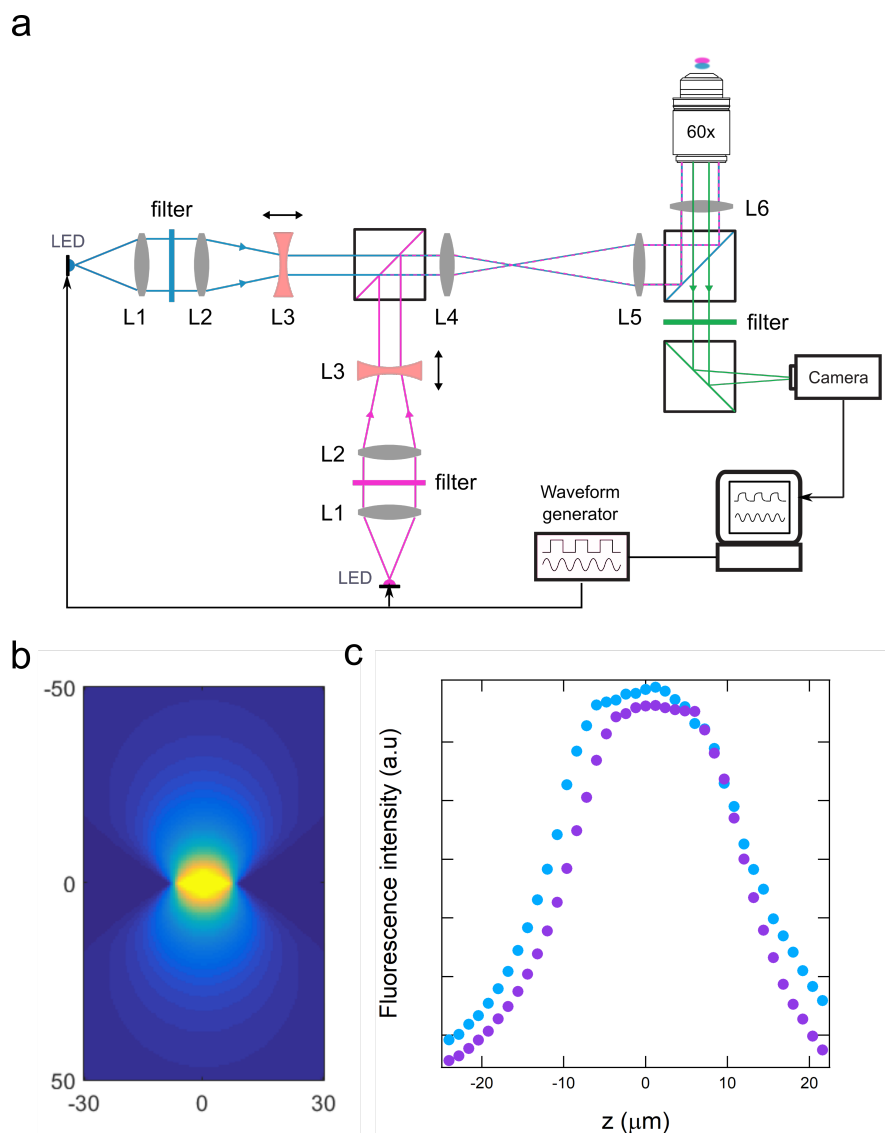 a
60x
filter
LED
L6
L1
L2
L3
L4
L5
filter
L3
Camera
L2
filter
L1
Waveform
generator
LED
b
c
-50
0
50
-30
0
30
Fluorescence intensity (a.u)
-20
-10
0
10
20
z (μm)